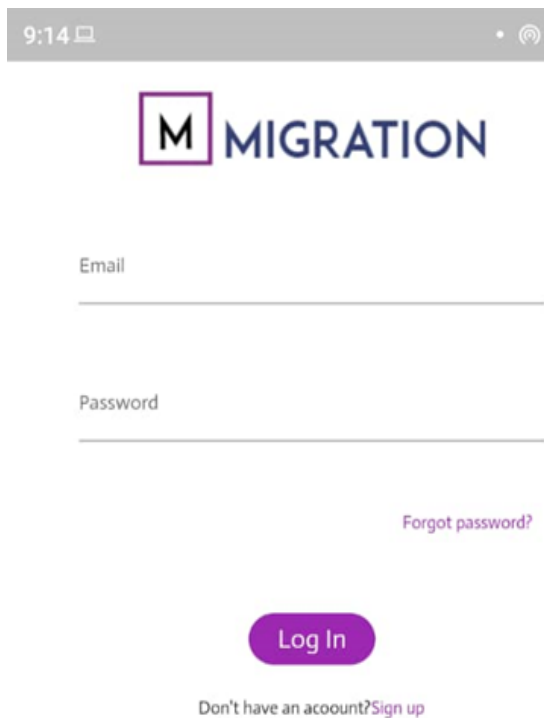 9:14
M MIGRATION
Email
Password
Forgot password?
Log In
Don't have an acoount?Sign up